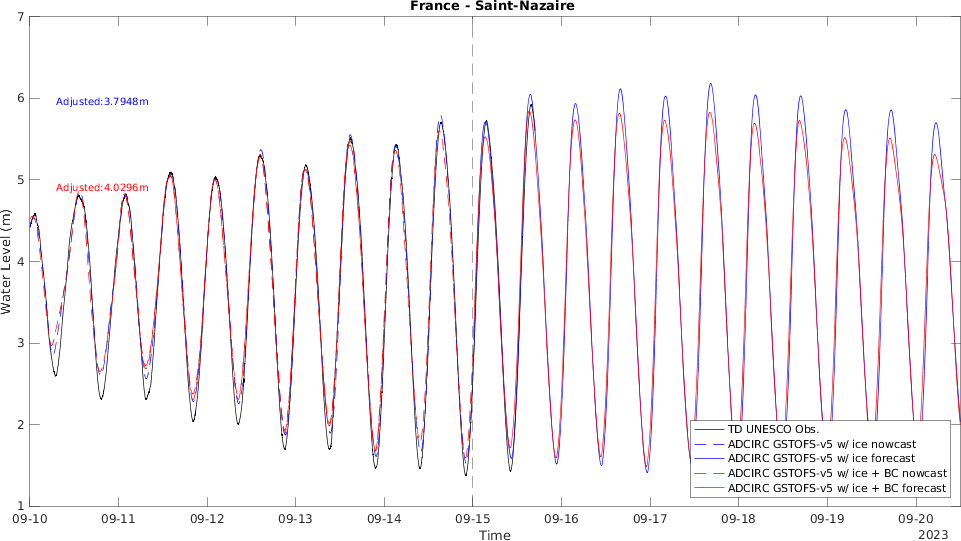 France - Saint-Nazaire
7
6
5
4
3
2
1
Water Level (m)
Adjusted:3.7948m
Adjusted:4.0296m
TD UNESCO Obs.
ADCIRC GSTOFS-v5 w/ ice nowcast
ADCIRC GSTOFS-v5 w/ ice forecast
ADCIRC GSTOFS-v5 w/ ice + BC nowcast
ADCIRC GSTOFS-v5 w/ ice + BC forecast
09-10 09-11 09-12 09-13 09-14 09-15 09-16 09-17 09-18 09-19 09-20
Time
2023